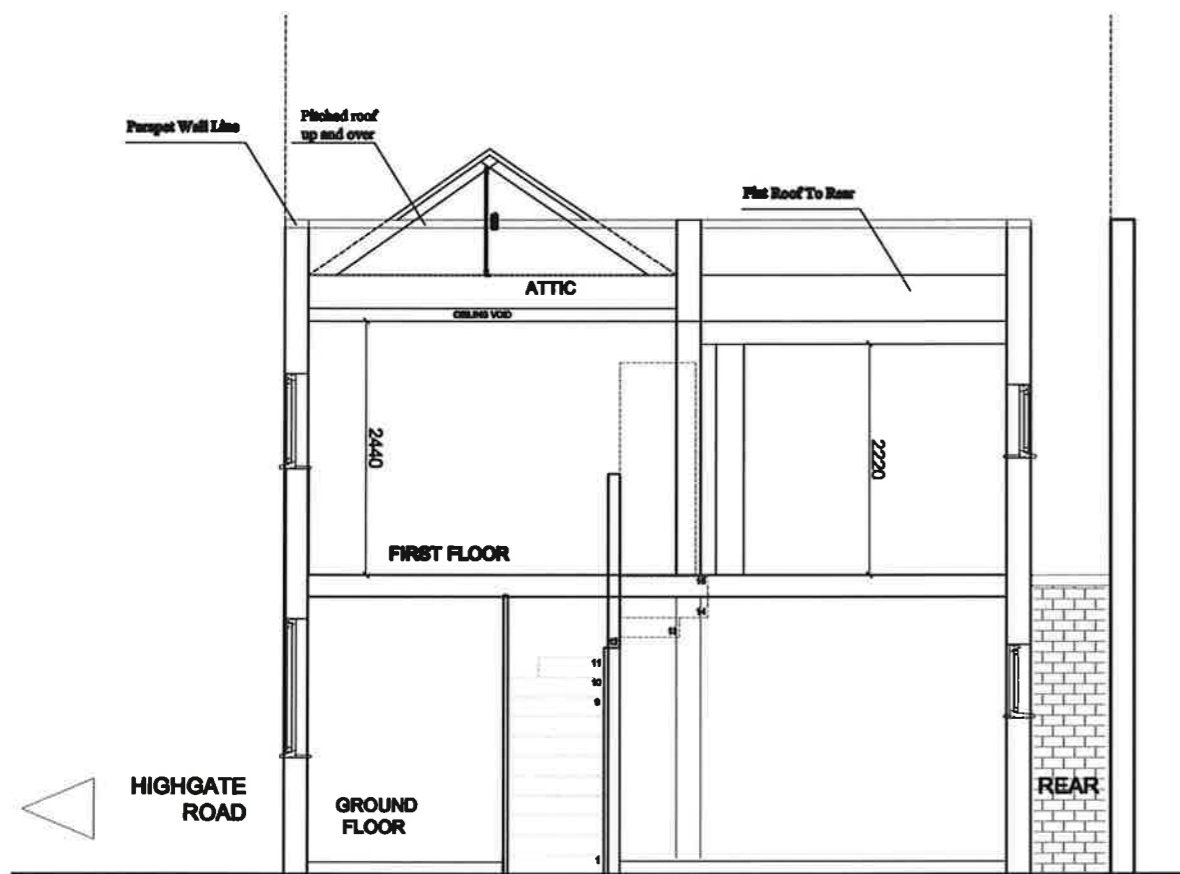 Pitched roof
up and over
Parapet Wall Line
Flat Roof To Rear
ATTIC
CEILING VOID
2440
2220
FIRST FLOOR
15
14
13
11
10
9
HIGHGATE
ROAD
GROUND
FLOOR
REAR
1